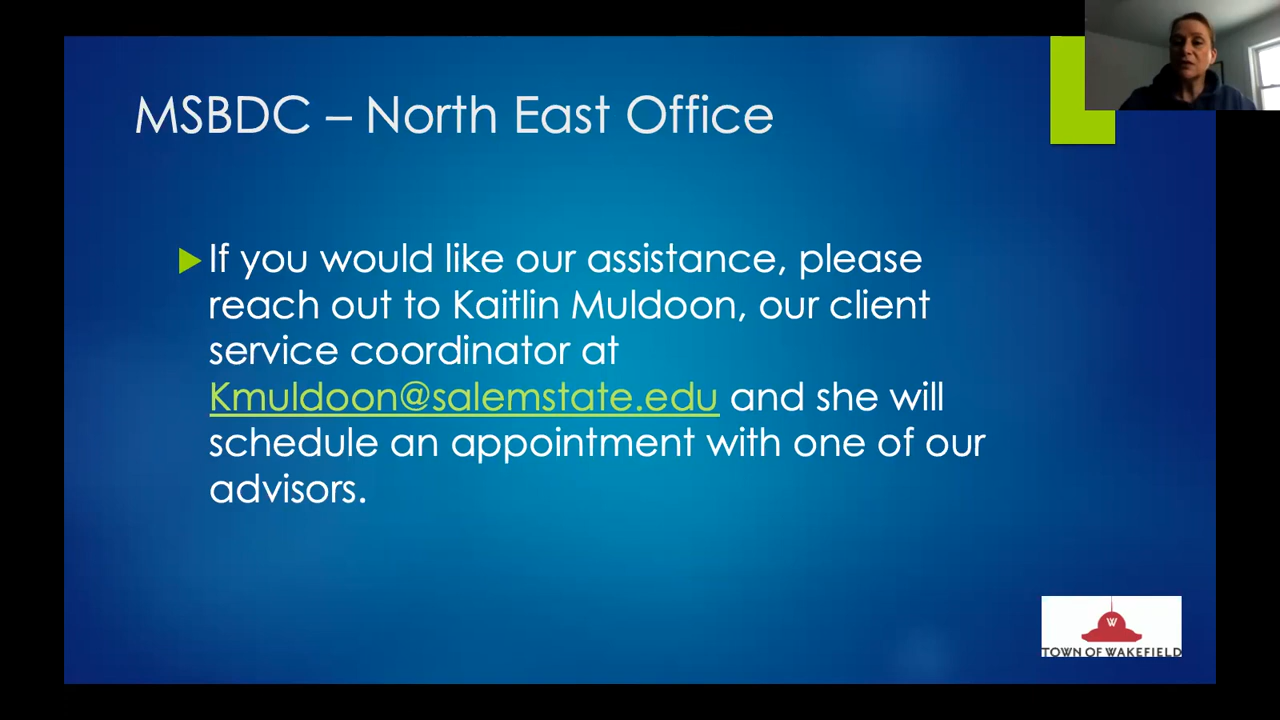 MSBDC – North East Office
If you would like our assistance, please
reach out to Kaitlin Muldoon, our client
service coordinator at
Kmuldoon@salemstate.edu and she will
schedule an appointment with one of our
advisors.
W
TOWN OF WAKEFIELD